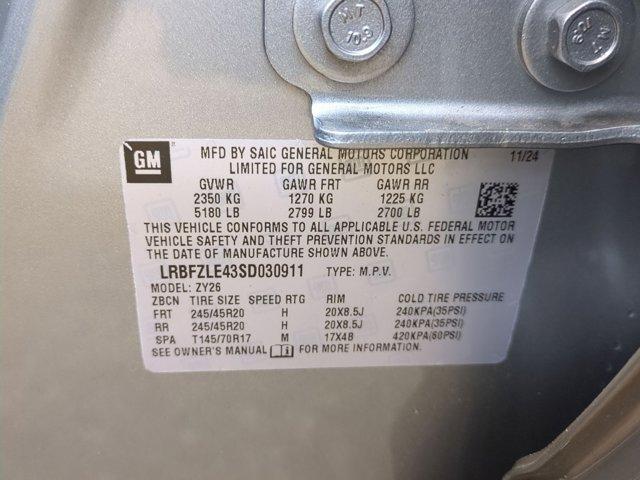 M.T
10.9
10.9
GM
MFD BY SAIC GENERAL MOTORS CORPORATION 11/24
LIMITED FOR GENERAL MOTORS LLC
GVWR GAWR FRT GAWR RR
2350 KG 1270 KG 1225 KG
5180 LB 2799 LB 2700 LB
THIS VEHICLE CONFORMS TO ALL APPLICABLE U.S. FEDERAL MOTOR
VEHICLE SAFETY AND THEFT PREVENTION STANDARDS IN EFFECT ON
THE DATE OF MANUFACTURE SHOWN ABOVE.
LRBFZLE43SD030911 TYPE: M.P.V.
MODEL: ZY26
ZBCN TIRE SIZE SPEED RTG RIM COLD TIRE PRESSURE
FRT 245/45R20 H 20X8.5J 240KPA(35PSI)
RR 245/45R20 H 20X8.5J 240KPA(35PSI)
SPA T145/70R17 M 17X4B 420KPA(60PSI)
SEE OWNER'S MANUAL FOR MORE INFORMATION.